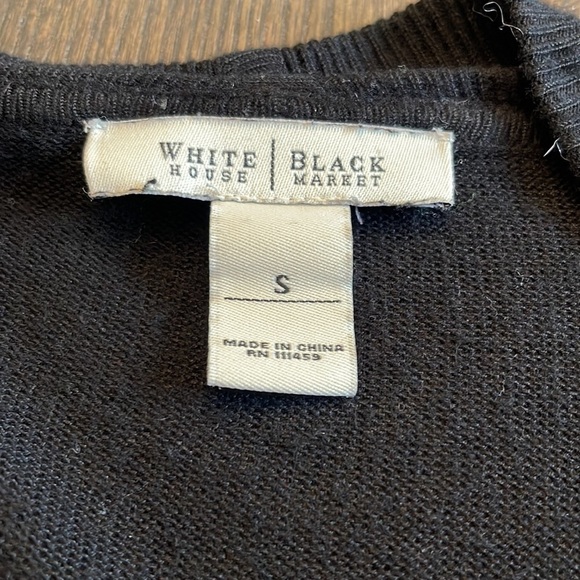 WHITE | BLACK
HOUSE | MARKET
S
MADE IN CHINA
RN 111459